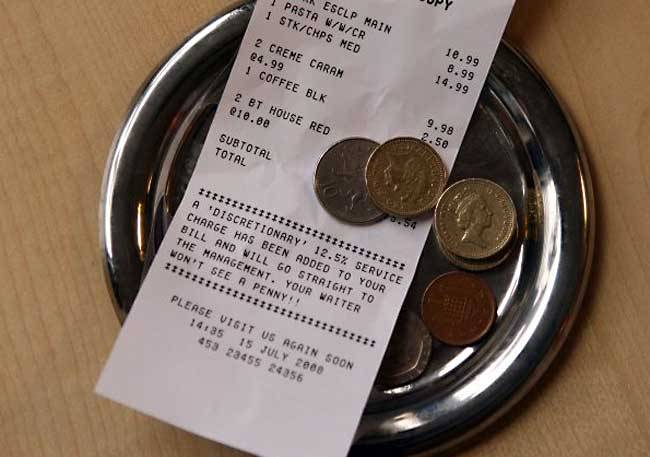 ESCLP MAIN 10.99
1 PASTA W/W/CR 8.99
1 STK/CHPS MED 14.99
2 CREME CARAM
@4.99 9.98
1 COFFEE BLK 2.50
2 BT HOUSE RED
@10.00
SUBTOTAL
TOTAL
A 'DISCRETIONARY' 12.5% SERVICE
CHARGE HAS BEEN ADDED TO YOUR
BILL AND WILL GO STRAIGHT TO
THE MANAGEMENT. YOUR WAITER
WON'T SEE A PENNY!!
PLEASE VISIT US AGAIN SOON
14:35 15 JULY 2008
453 23455 24356